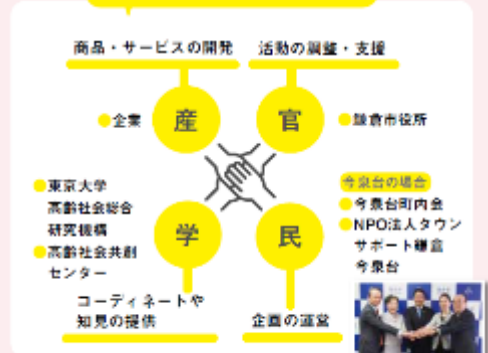 商品・サービスの開発
活動の調整・支援
企業
産
官
鎌倉市役所
東京大学
高齢社会総合
研究機構
高齢社会共創
センター
学
民
今泉台の場合
今泉台町内会
NPO法人タウン
サポート鎌倉
今泉台
コーディネートや
知見の提供
企画の運営